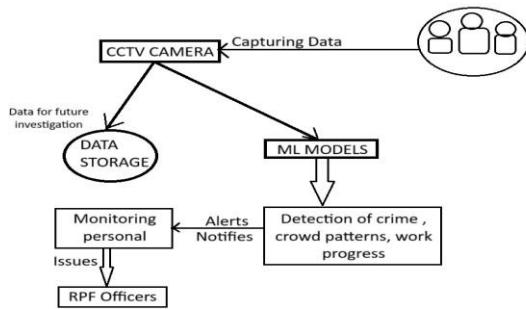 Capturing Data
CCTV CAMERA
Data for future
investigation
DATA
STORAGE
ML MODELS
Monitoring
personal
Alerts
Notifies
Detection of crime ,
crowd patterns, work
progress
Issues
RPF Officers